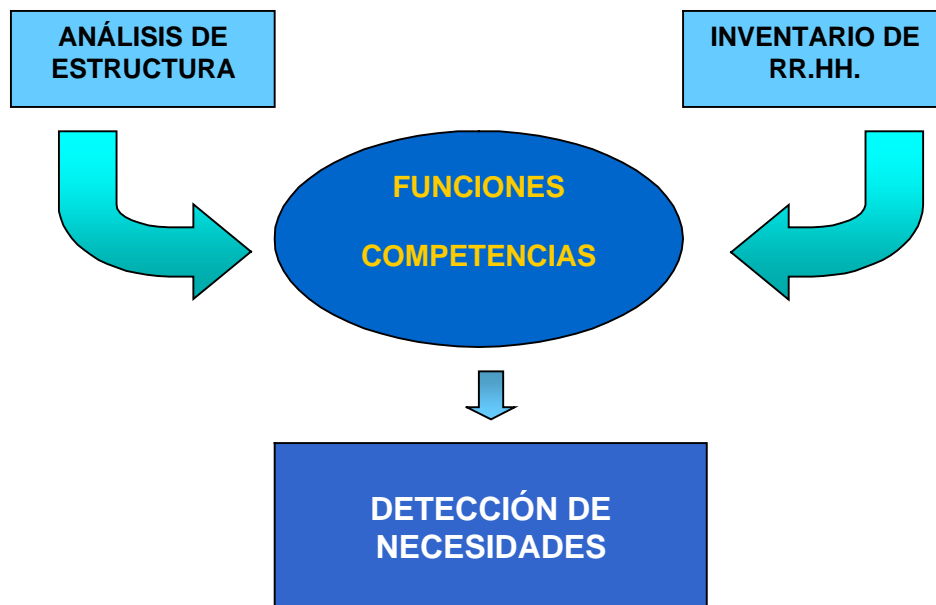 ANÁLISIS DE
ESTRUCTURA
INVENTARIO DE
RR.HH.
FUNCIONES
COMPETENCIAS
DETECCIÓN DE
NECESIDADES